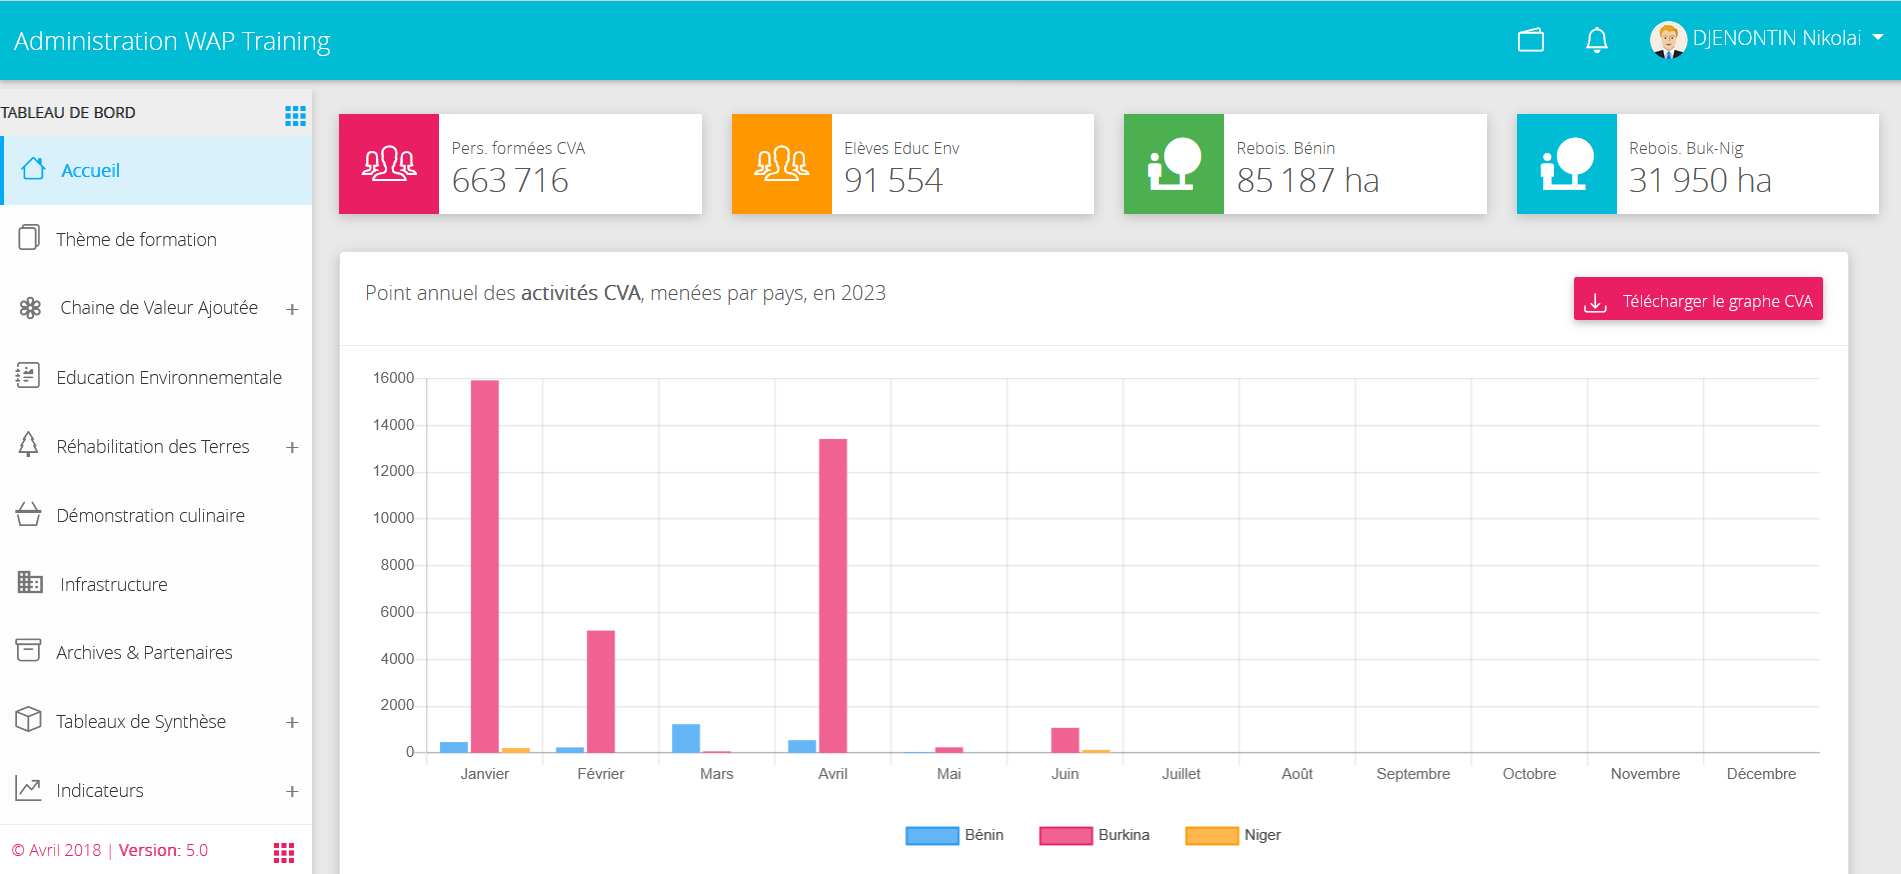 Administration WAP Training
DJENONTIN Nikolai
TABLEAU DE BORD
Accueil
Thème de formation
Chaine de Valeur Ajoutée +
Education Environnementale
Réhabilitation des Terres +
Démonstration culinaire
Infrastructure
Archives & Partenaires
Tableaux de Synthèse +
Indicateurs +
© Avril 2018 | Version: 5.0
Pers. formées CVA
663 716
Elèves Educ Env
91 554
Rebois. Bénin
85 187 ha
Rebois. Buk-Nig
31 950 ha
Point annuel des activités CVA, menées par pays, en 2023
Télécharger le graphe CVA
16000
14000
12000
10000
8000
6000
4000
2000
0
Janvier Février Mars Avril Mai Juin Juillet Août Septembre Octobre Novembre Décembre
Bénin Burkina Niger